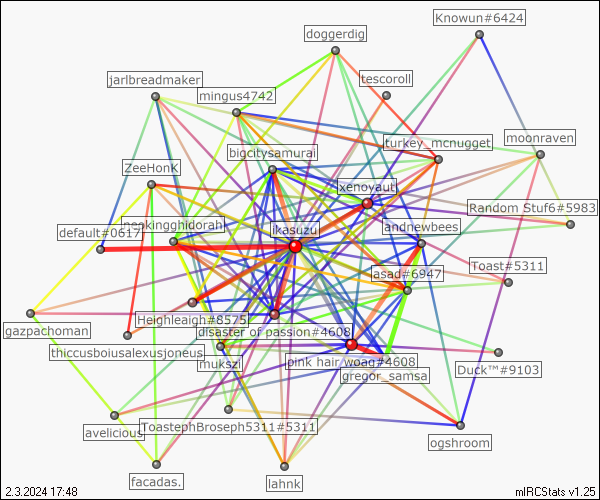 Knowun#6424
doggerdig
tescoroll
jarlbreadmaker
mingus4742
turkey_mcnugget
moonraven
bigcitysamurai
ZeeHonK
xenoyaut
Random Stuf6#5983
neekingghidorah
ikasuzu
andnewbees
default#0617
asad#6947
Toast#5311
Heighleaigh#8575
gazpachoman
disaster of passion#4608
thiccusboiusalexusjoneus
mukszi
pink hair woag#4608
Duck™#9103
gregor_samsa
avelicious
ToastephBroseph5311#5311
ogshroom
facadas.
lahnk
2.3.2024 17:48
mIRCStats v1.25